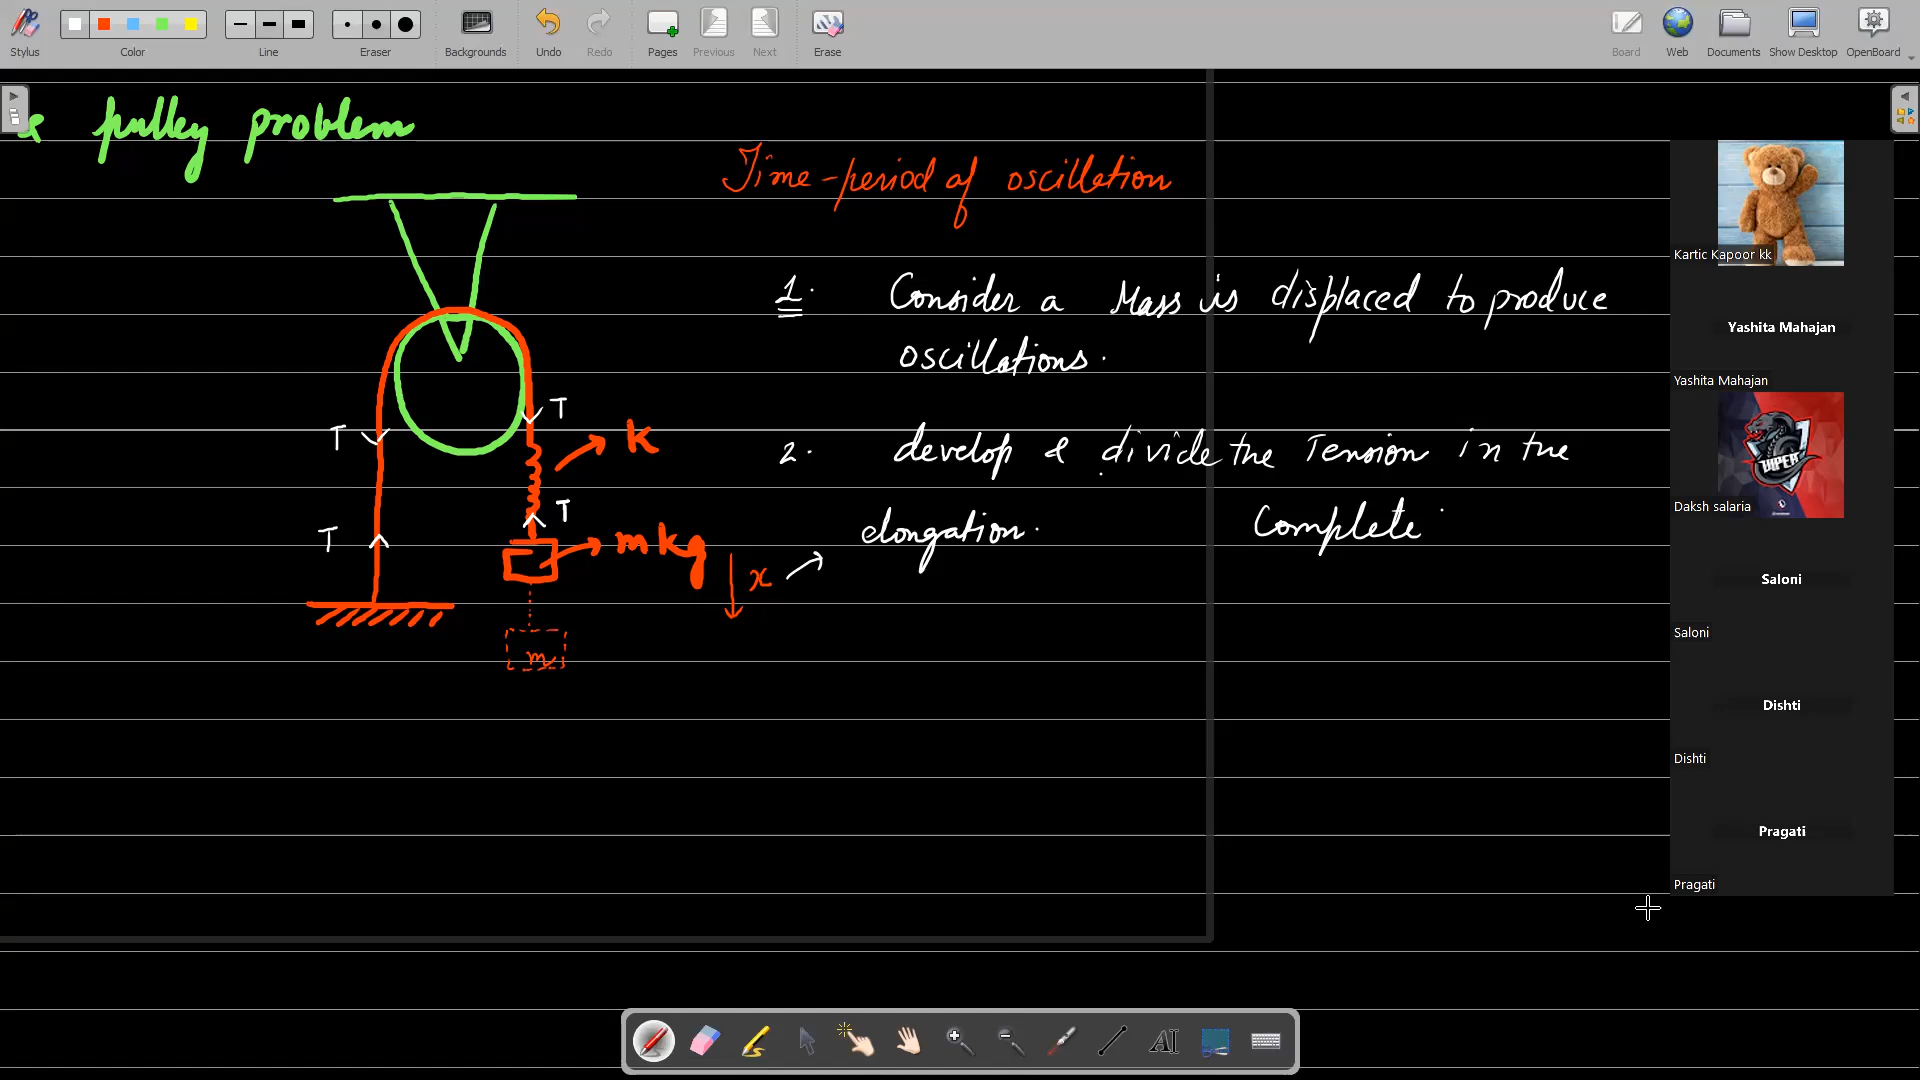 Stylus
Color
Line
Eraser
Backgrounds
Undo
Redo
Pages
Previous
Next
Erase
Board
Web
Documents
Show Desktop
OpenBoard
pulley problem
Time-period of oscillation
1. Consider a Mass is displaced to produce
oscillations.
T
T
k
2. develop & divide the Tension in the
T
T
m kg
x
elongation. Complete
m
Kartic Kapoor kk
Yashita Mahajan
Yashita Mahajan
VIPER
Daksh salaria
Saloni
Saloni
Dishti
Dishti
Pragati
Pragati
AI